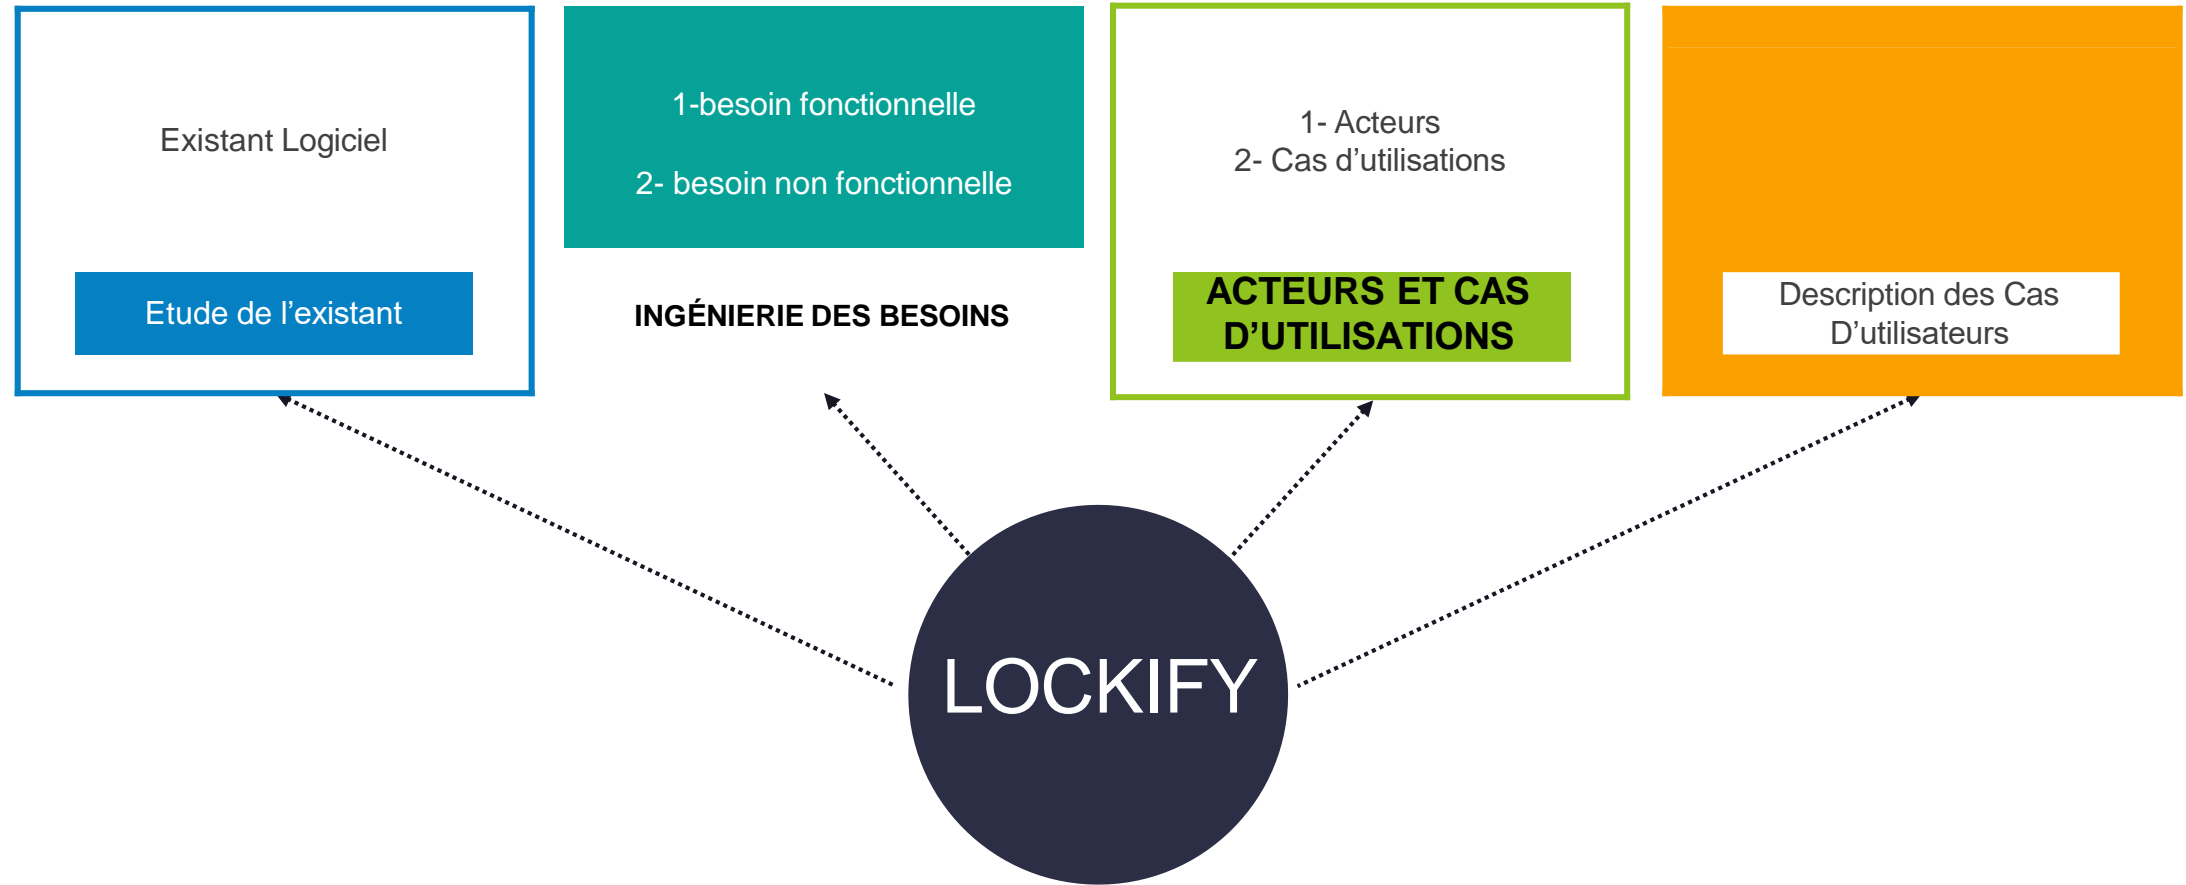 Existant Logiciel
Etude de l’existant
1-besoin fonctionnelle
2- besoin non fonctionnelle
INGÉNIERIE DES BESOINS
1- Acteurs
2- Cas d’utilisations
ACTEURS ET CAS
D’UTILISATIONS
Description des Cas
D’utilisateurs
LOCKIFY